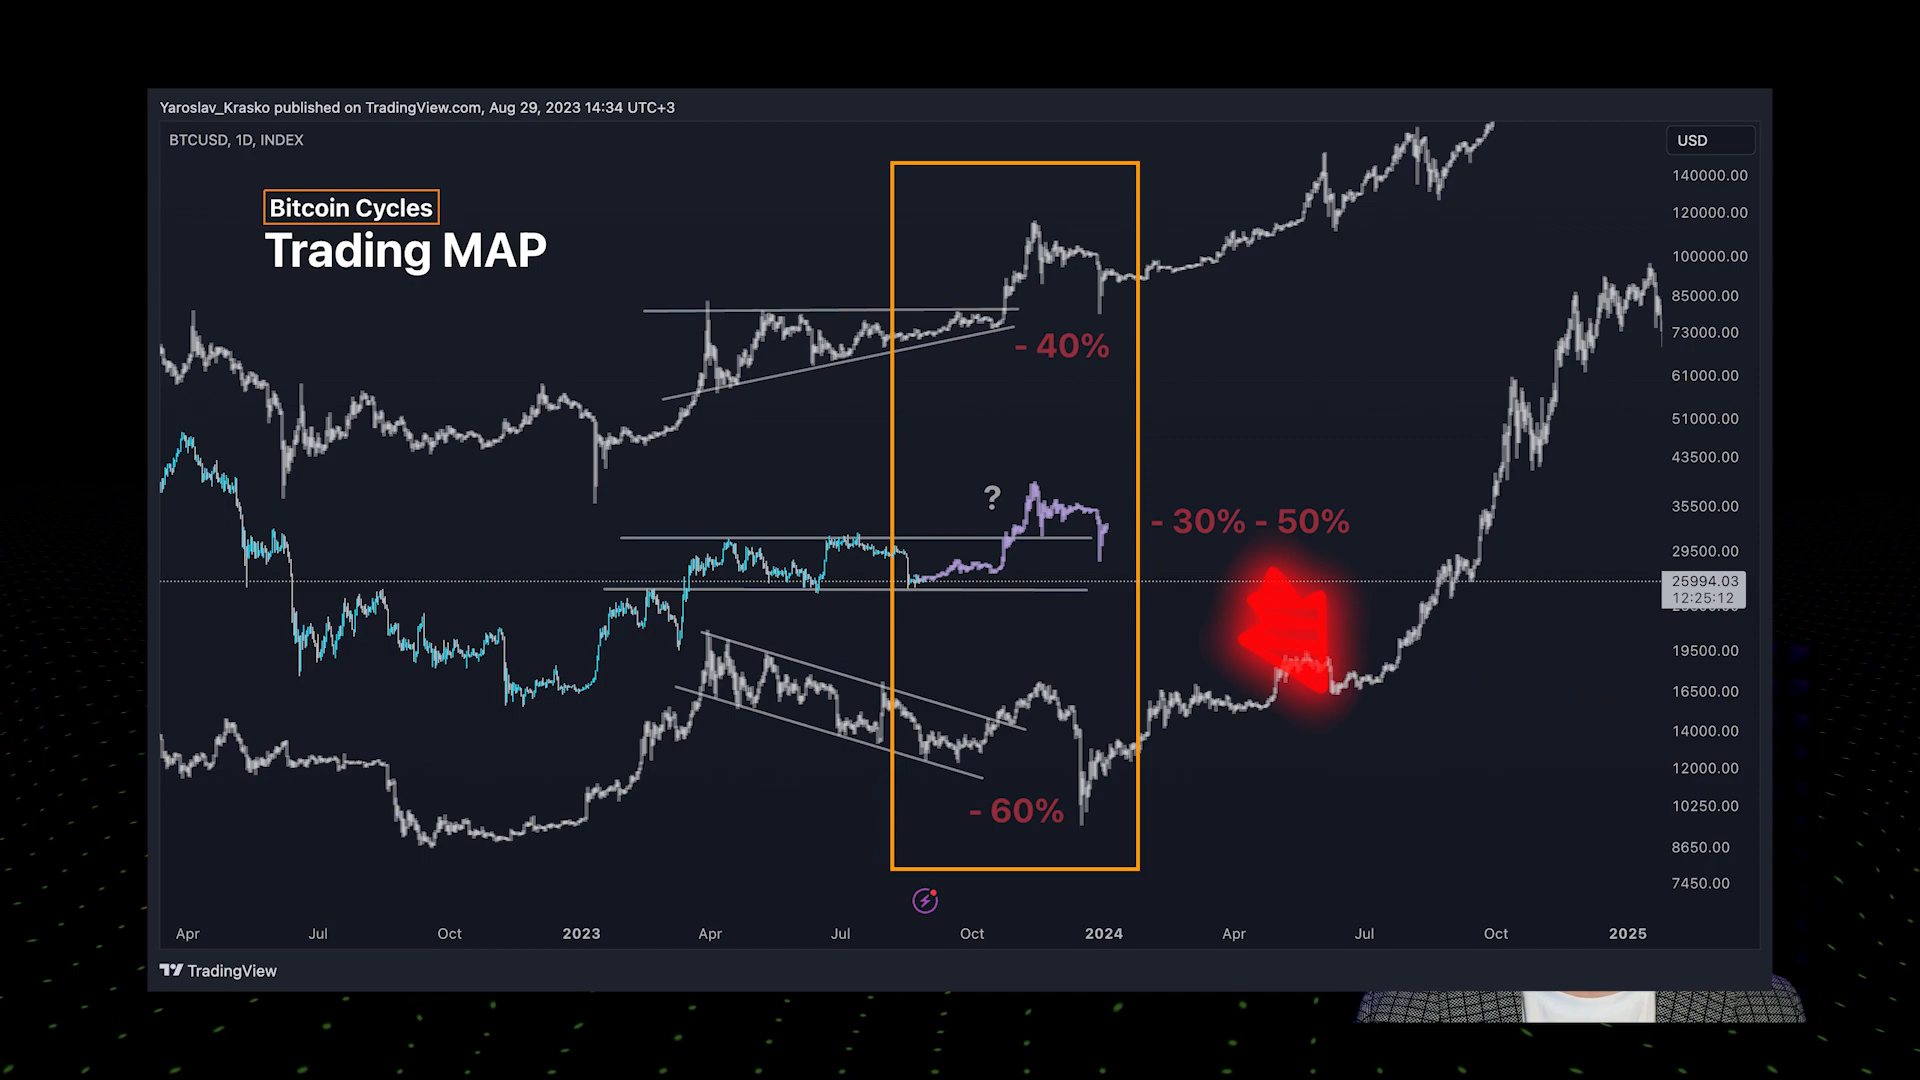 Yaroslav_Krasko published on TradingView.com, Aug 29, 2023 14:34 UTC+3
BTCUSD, 1D, INDEX
USD
Bitcoin Cycles
Trading MAP
140000.00
120000.00
100000.00
85000.00
73000.00
61000.00
51000.00
43500.00
35500.00
29500.00
25994.03
12:25:12
19500.00
16500.00
14000.00
12000.00
10250.00
8650.00
7450.00
- 40%
?
- 30% - 50%
- 60%
Apr Jul Oct 2023 Apr Jul Oct 2024 Apr Jul Oct 2025
TradingView